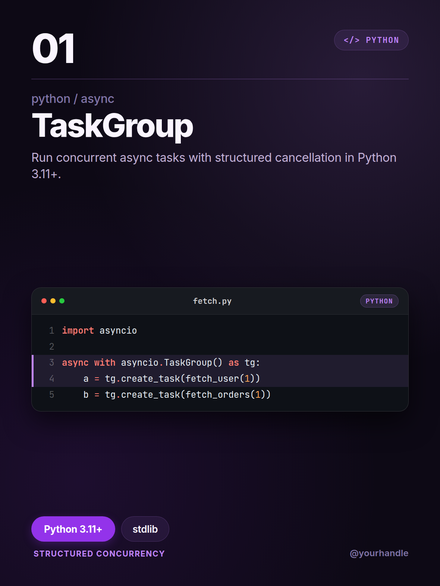 01
</> PYTHON
python / async
TaskGroup
Run concurrent async tasks with structured cancellation in Python
3.11+.
fetch.py
PYTHON
1 import asyncio
2
3 async with asyncio.TaskGroup() as tg:
4     a = tg.create_task(fetch_user(1))
5     b = tg.create_task(fetch_orders(1))
Python 3.11+
stdlib
STRUCTURED CONCURRENCY
@yourhandle